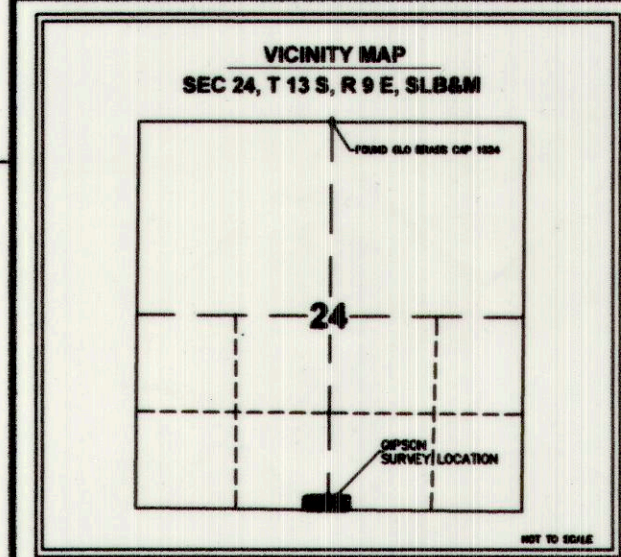 VICINITY MAP
SEC 24, T 13 S, R 9 E, SLB&M
FOUND GLO BRASS CAP 1924
24
GIPSON
SURVEY LOCATION
NOT TO SCALE